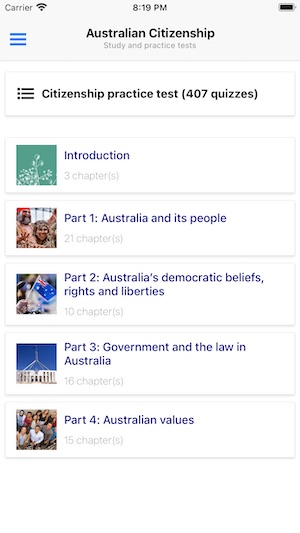 Carrier 8:19 PM
Australian Citizenship
Study and practice tests
Citizenship practice test (407 quizzes)
Introduction
3 chapter(s)
Part 1: Australia and its people
21 chapter(s)
Part 2: Australia's democratic beliefs,
rights and liberties
10 chapter(s)
Part 3: Government and the law in
Australia
16 chapter(s)
Part 4: Australian values
15 chapter(s)